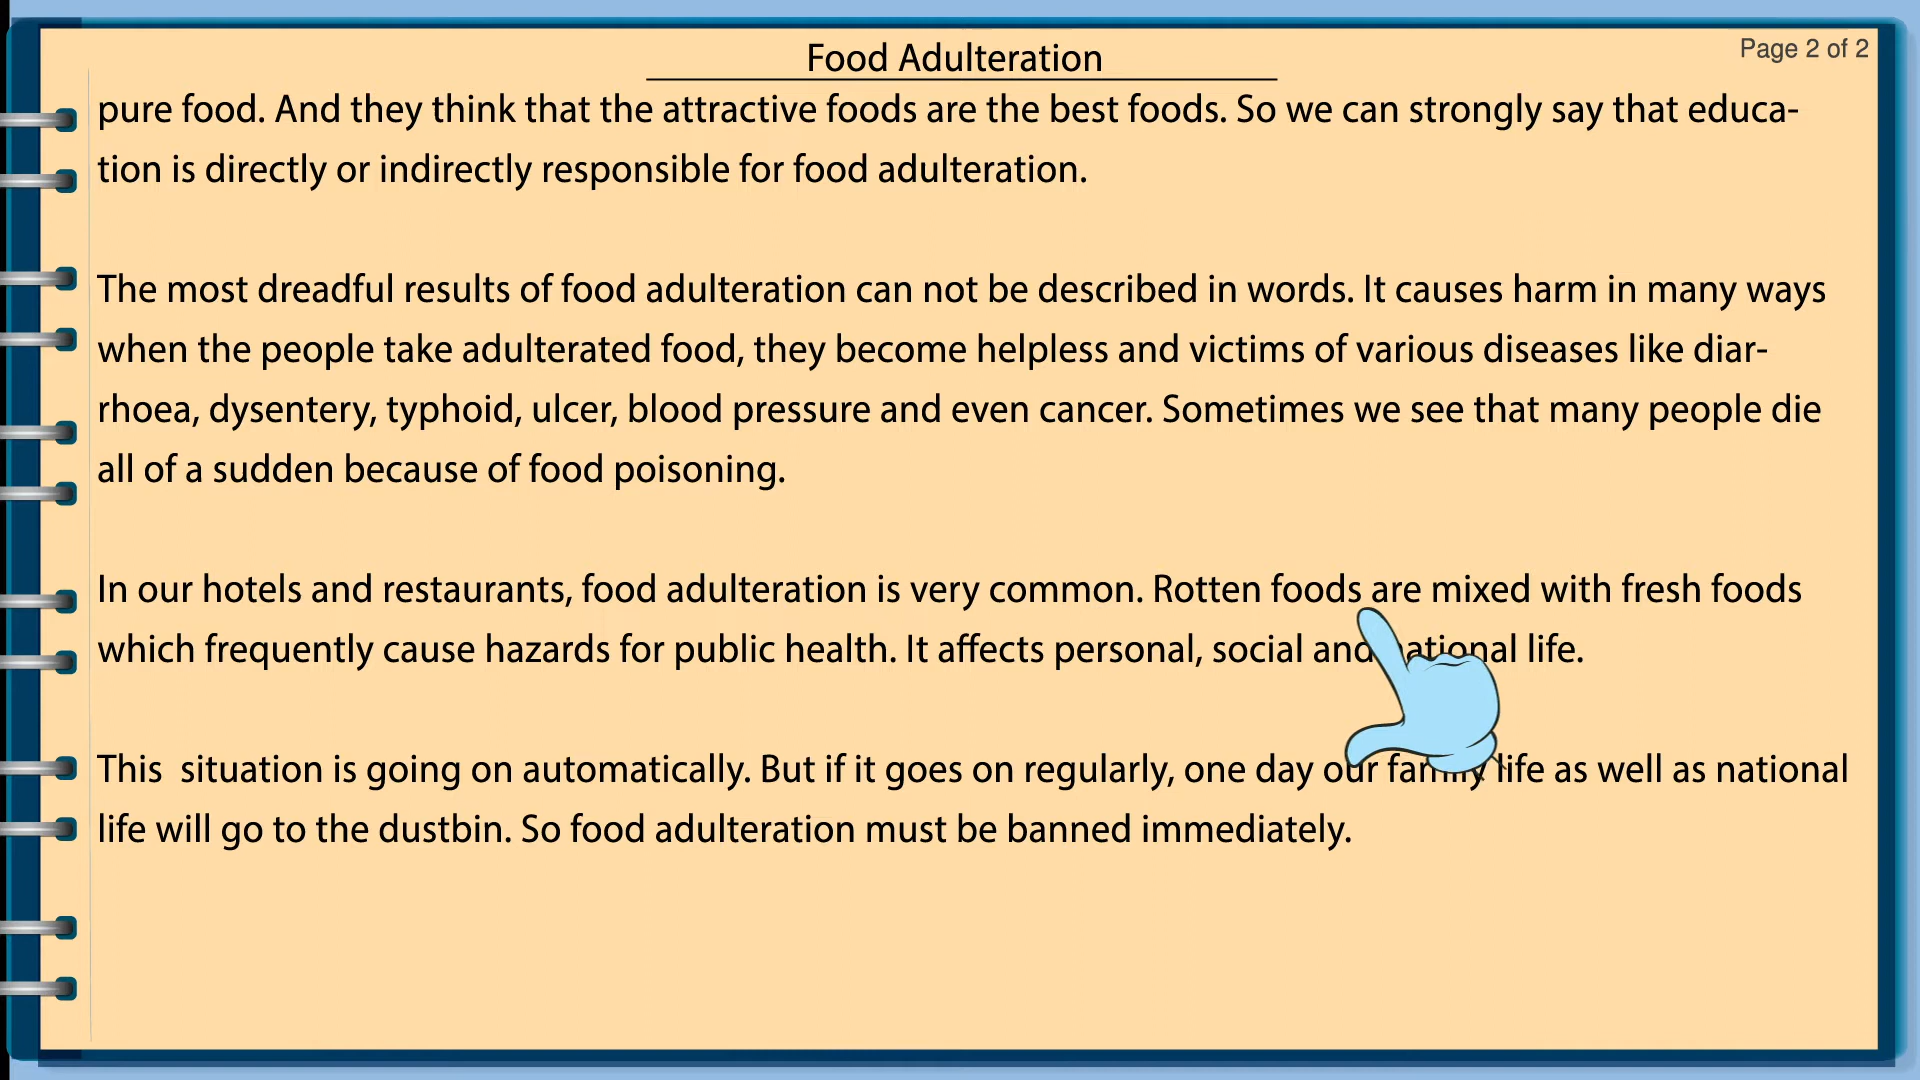 Food Adulteration
Page 2 of 2
pure food. And they think that the attractive foods are the best foods. So we can strongly say that educa-
tion is directly or indirectly responsible for food adulteration.
The most dreadful results of food adulteration can not be described in words. It causes harm in many ways
when the people take adulterated food, they become helpless and victims of various diseases like diar-
rhoea, dysentery, typhoid, ulcer, blood pressure and even cancer. Sometimes we see that many people die
all of a sudden because of food poisoning.
In our hotels and restaurants, food adulteration is very common. Rotten foods are mixed with fresh foods
which frequently cause hazards for public health. It affects personal, social and national life.
This  situation is going on automatically. But if it goes on regularly, one day our family life as well as national
life will go to the dustbin. So food adulteration must be banned immediately.